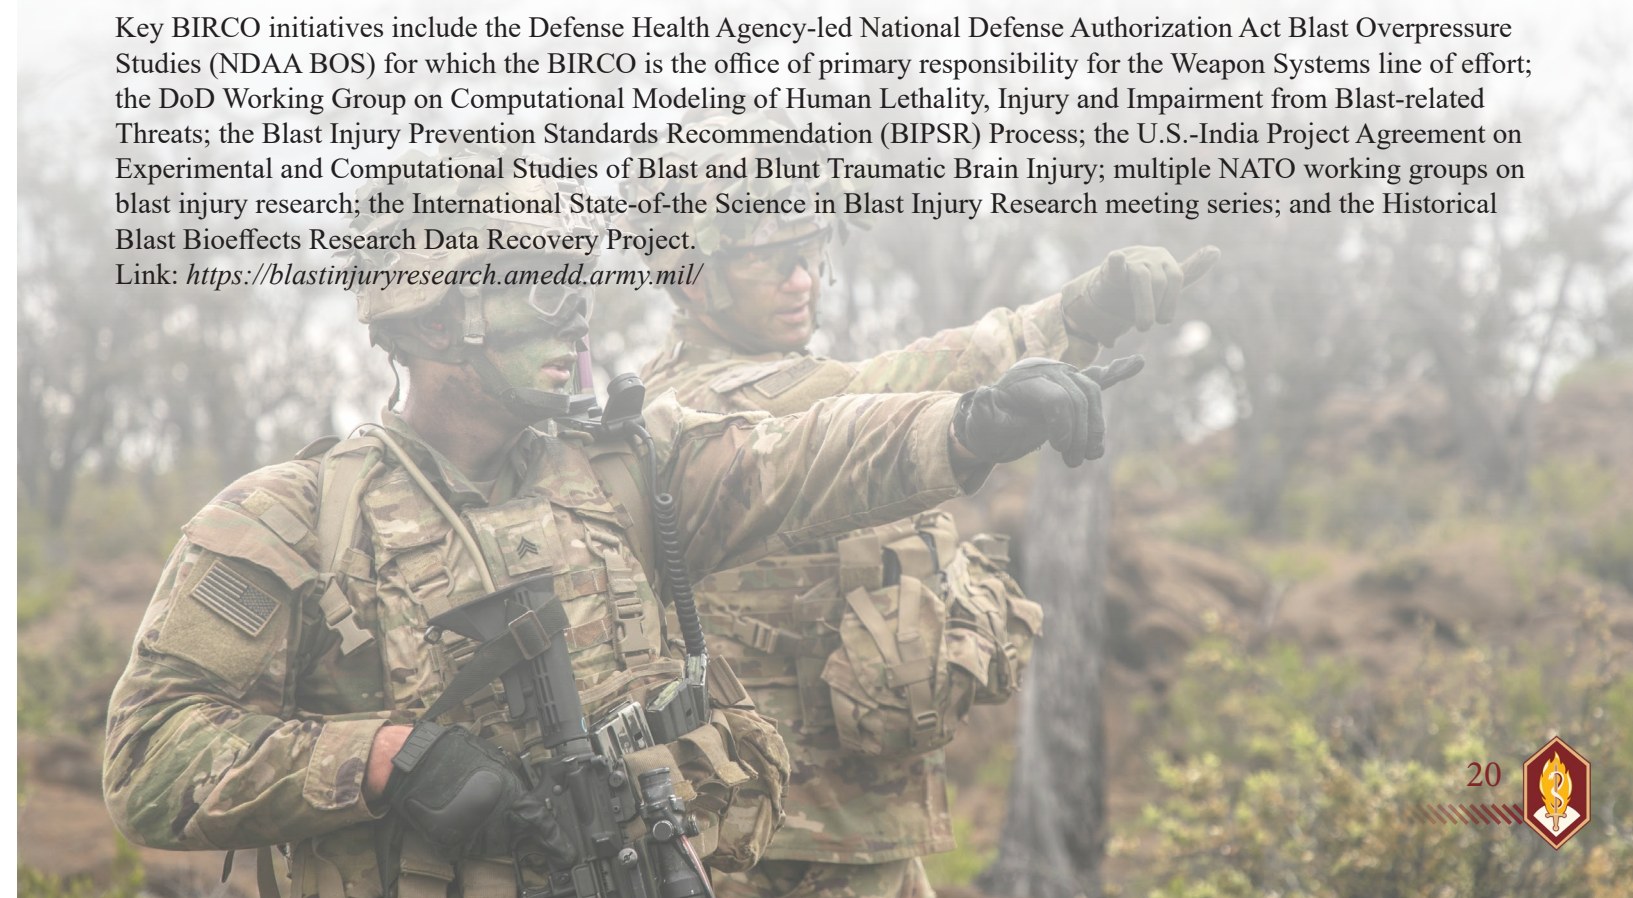 Key BIRCO initiatives include the Defense Health Agency-led National Defense Authorization Act Blast Overpressure
Studies (NDAA BOS) for which the BIRCO is the office of primary responsibility for the Weapon Systems line of effort;
the DoD Working Group on Computational Modeling of Human Lethality, Injury and Impairment from Blast-related
Threats; the Blast Injury Prevention Standards Recommendation (BIPSR) Process; the U.S.-India Project Agreement on
Experimental and Computational Studies of Blast and Blunt Traumatic Brain Injury; multiple NATO working groups on
blast injury research; the International State-of-the Science in Blast Injury Research meeting series; and the Historical
Blast Bioeffects Research Data Recovery Project.
Link: https://blastinjuryresearch.amedd.army.mil/
20